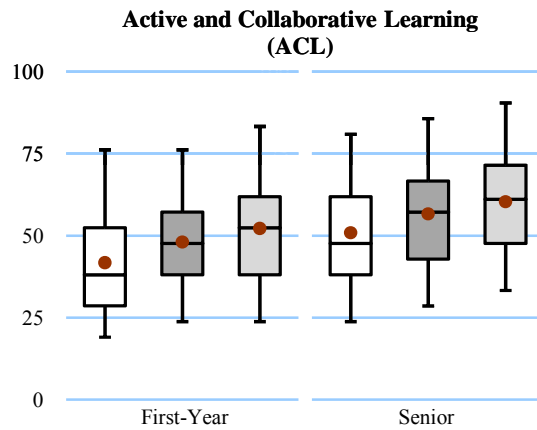 Active and Collaborative Learning
(ACL)
100
75
50
25
0
First-Year
Senior